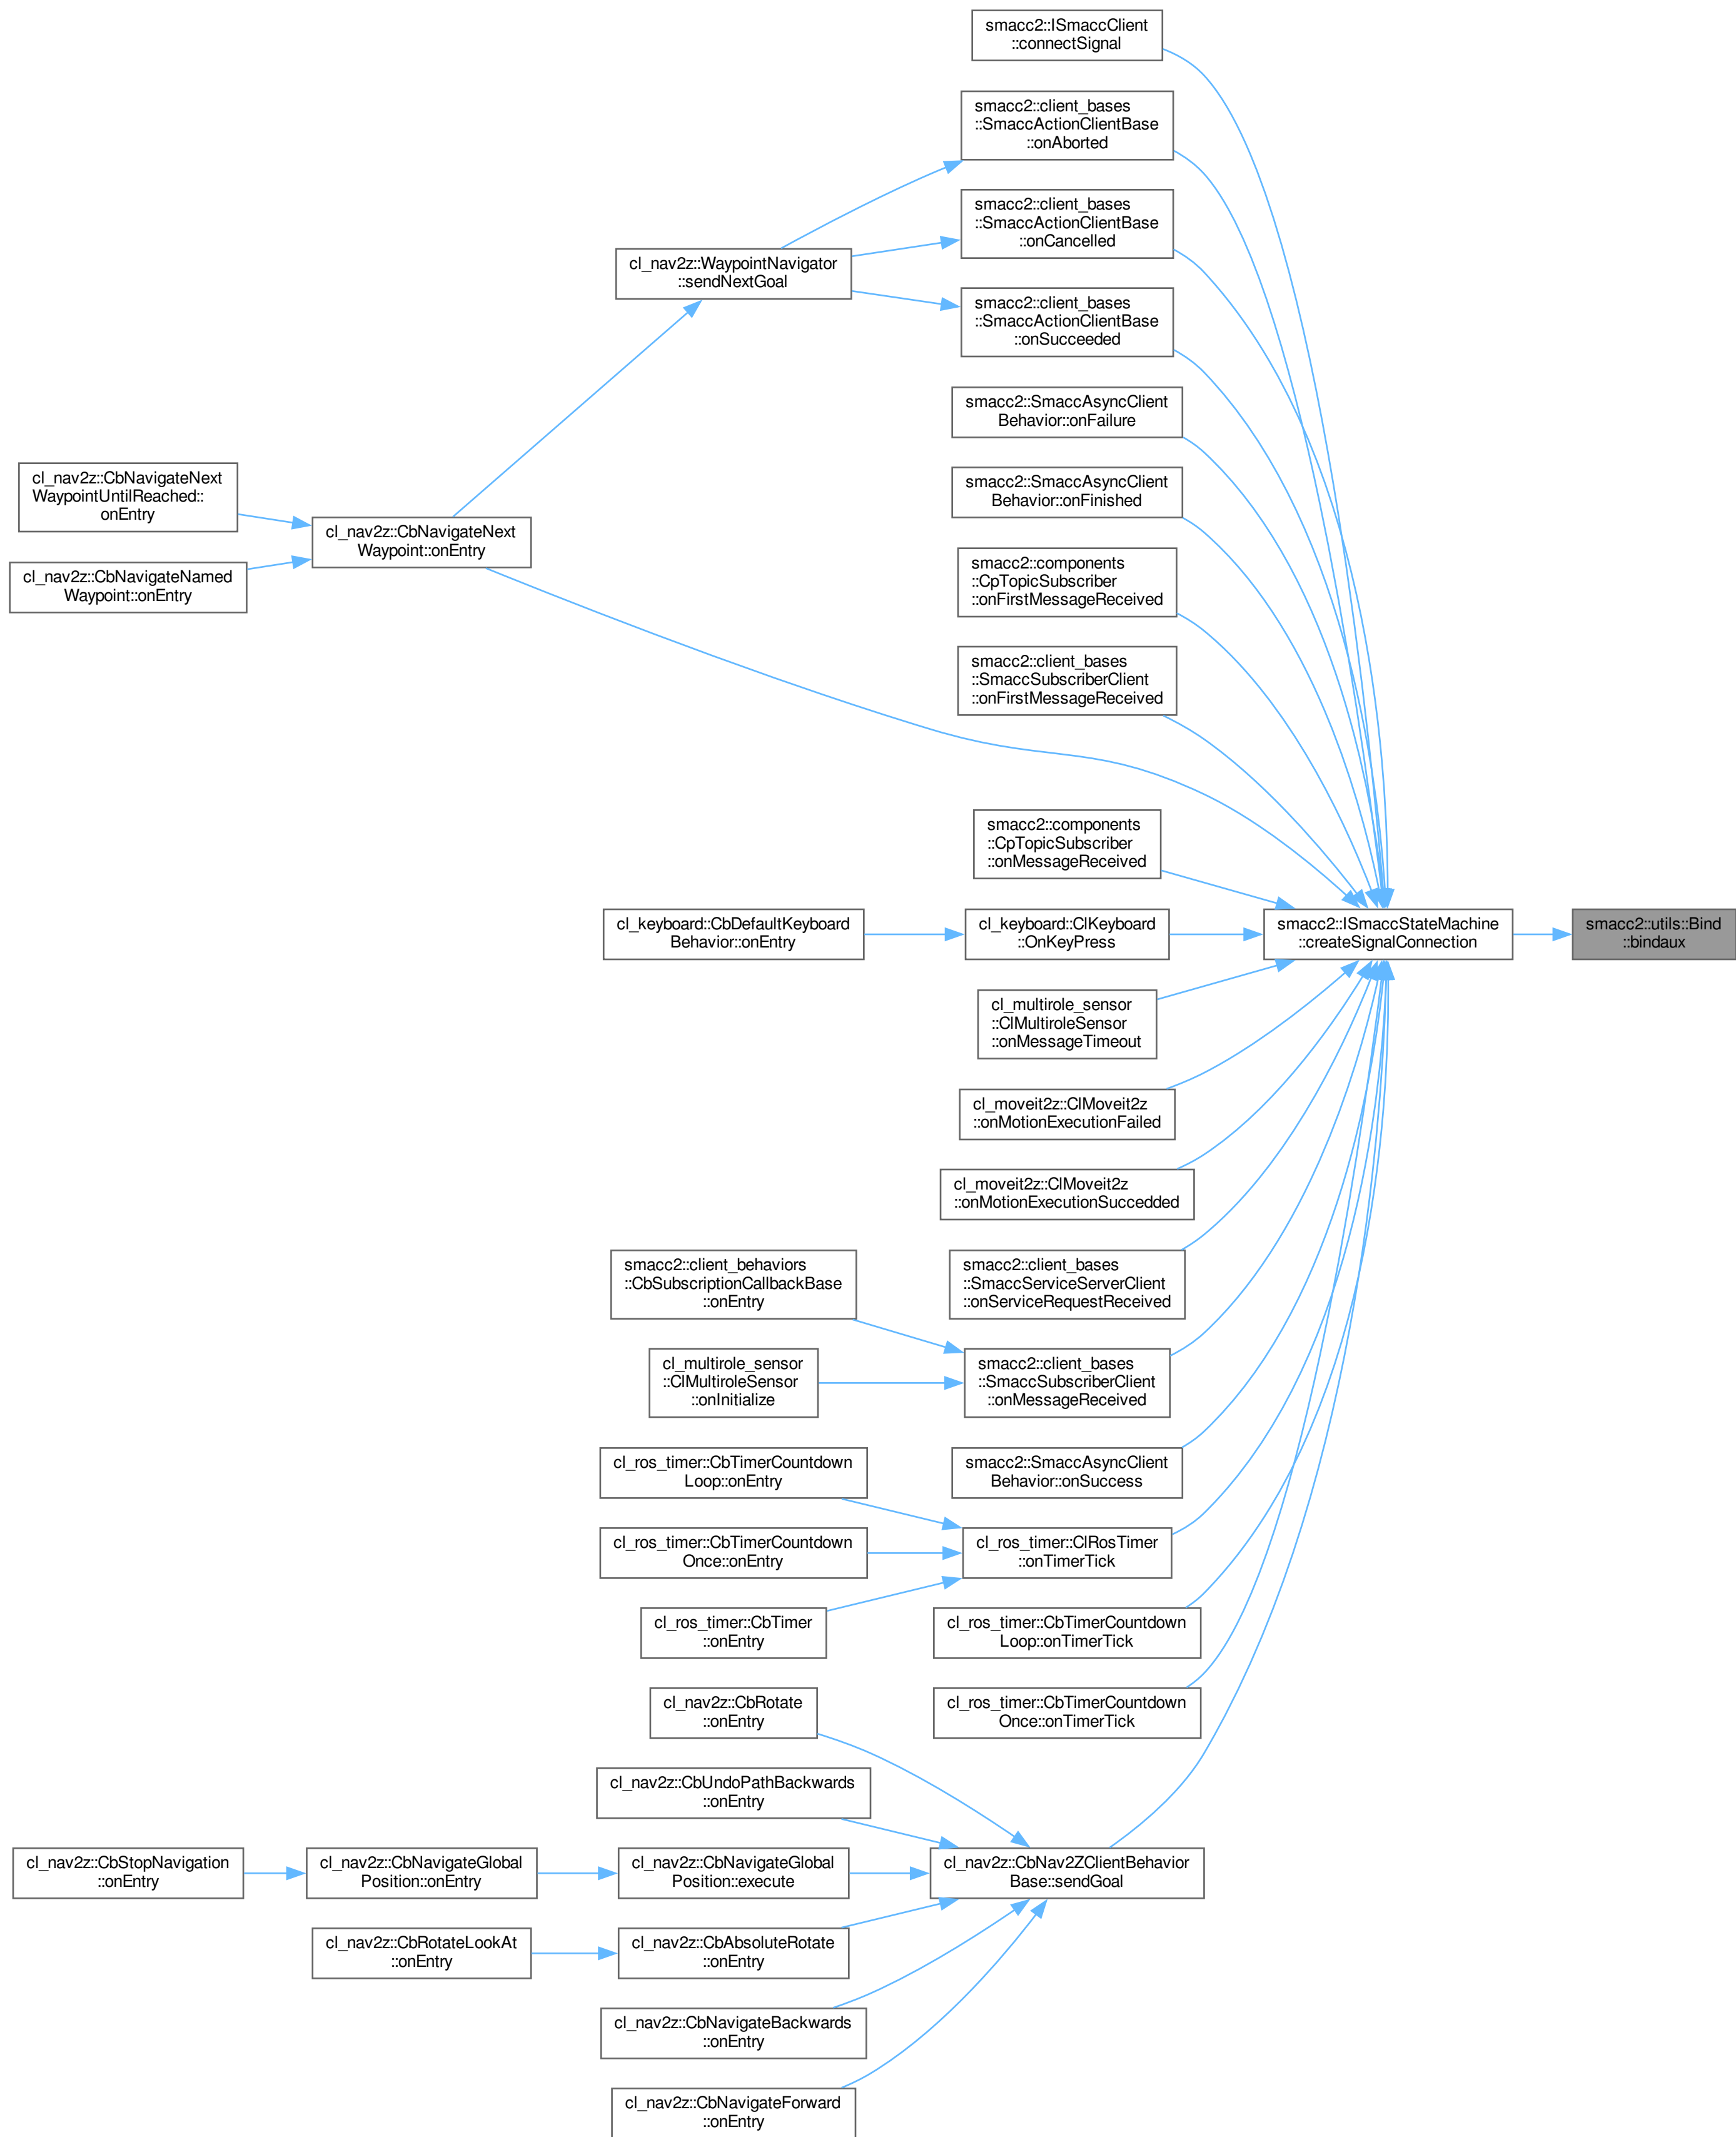 smacc2::ISmaccClient
::connectSignal
smacc2::client_bases
::SmaccActionClientBase
::onAborted
smacc2::client_bases
::SmaccActionClientBase
::onCancelled
cl_nav2z::WaypointNavigator
::sendNextGoal
smacc2::client_bases
::SmaccActionClientBase
::onSucceeded
smacc2::SmaccAsyncClient
Behavior::onFailure
cl_nav2z::CbNavigateNext
WaypointUntilReached::
onEntry
smacc2::SmaccAsyncClient
Behavior::onFinished
cl_nav2z::CbNavigateNext
Waypoint::onEntry
cl_nav2z::CbNavigateNamed
Waypoint::onEntry
smacc2::components
::CpTopicSubscriber
::onFirstMessageReceived
smacc2::client_bases
::SmaccSubscriberClient
::onFirstMessageReceived
smacc2::components
::CpTopicSubscriber
::onMessageReceived
cl_keyboard::CbDefaultKeyboard
Behavior::onEntry
cl_keyboard::ClKeyboard
::OnKeyPress
smacc2::ISmaccStateMachine
::createSignalConnection
smacc2::utils::Bind
::bindaux
cl_multirole_sensor
::ClMultiroleSensor
::onMessageTimeout
cl_moveit2z::ClMoveit2z
::onMotionExecutionFailed
cl_moveit2z::ClMoveit2z
::onMotionExecutionSuccedded
smacc2::client_behaviors
::CbSubscriptionCallbackBase
::onEntry
smacc2::client_bases
::SmaccServiceServerClient
::onServiceRequestReceived
cl_multirole_sensor
::ClMultiroleSensor
::onInitialize
smacc2::client_bases
::SmaccSubscriberClient
::onMessageReceived
cl_ros_timer::CbTimerCountdown
Loop::onEntry
smacc2::SmaccAsyncClient
Behavior::onSuccess
cl_ros_timer::CbTimerCountdown
Once::onEntry
cl_ros_timer::ClRosTimer
::onTimerTick
cl_ros_timer::CbTimer
::onEntry
cl_ros_timer::CbTimerCountdown
Loop::onTimerTick
cl_nav2z::CbRotate
::onEntry
cl_ros_timer::CbTimerCountdown
Once::onTimerTick
cl_nav2z::CbUndoPathBackwards
::onEntry
cl_nav2z::CbStopNavigation
::onEntry
cl_nav2z::CbNavigateGlobal
Position::onEntry
cl_nav2z::CbNavigateGlobal
Position::execute
cl_nav2z::CbNav2ZClientBehavior
Base::sendGoal
cl_nav2z::CbRotateLookAt
::onEntry
cl_nav2z::CbAbsoluteRotate
::onEntry
cl_nav2z::CbNavigateBackwards
::onEntry
cl_nav2z::CbNavigateForward
::onEntry